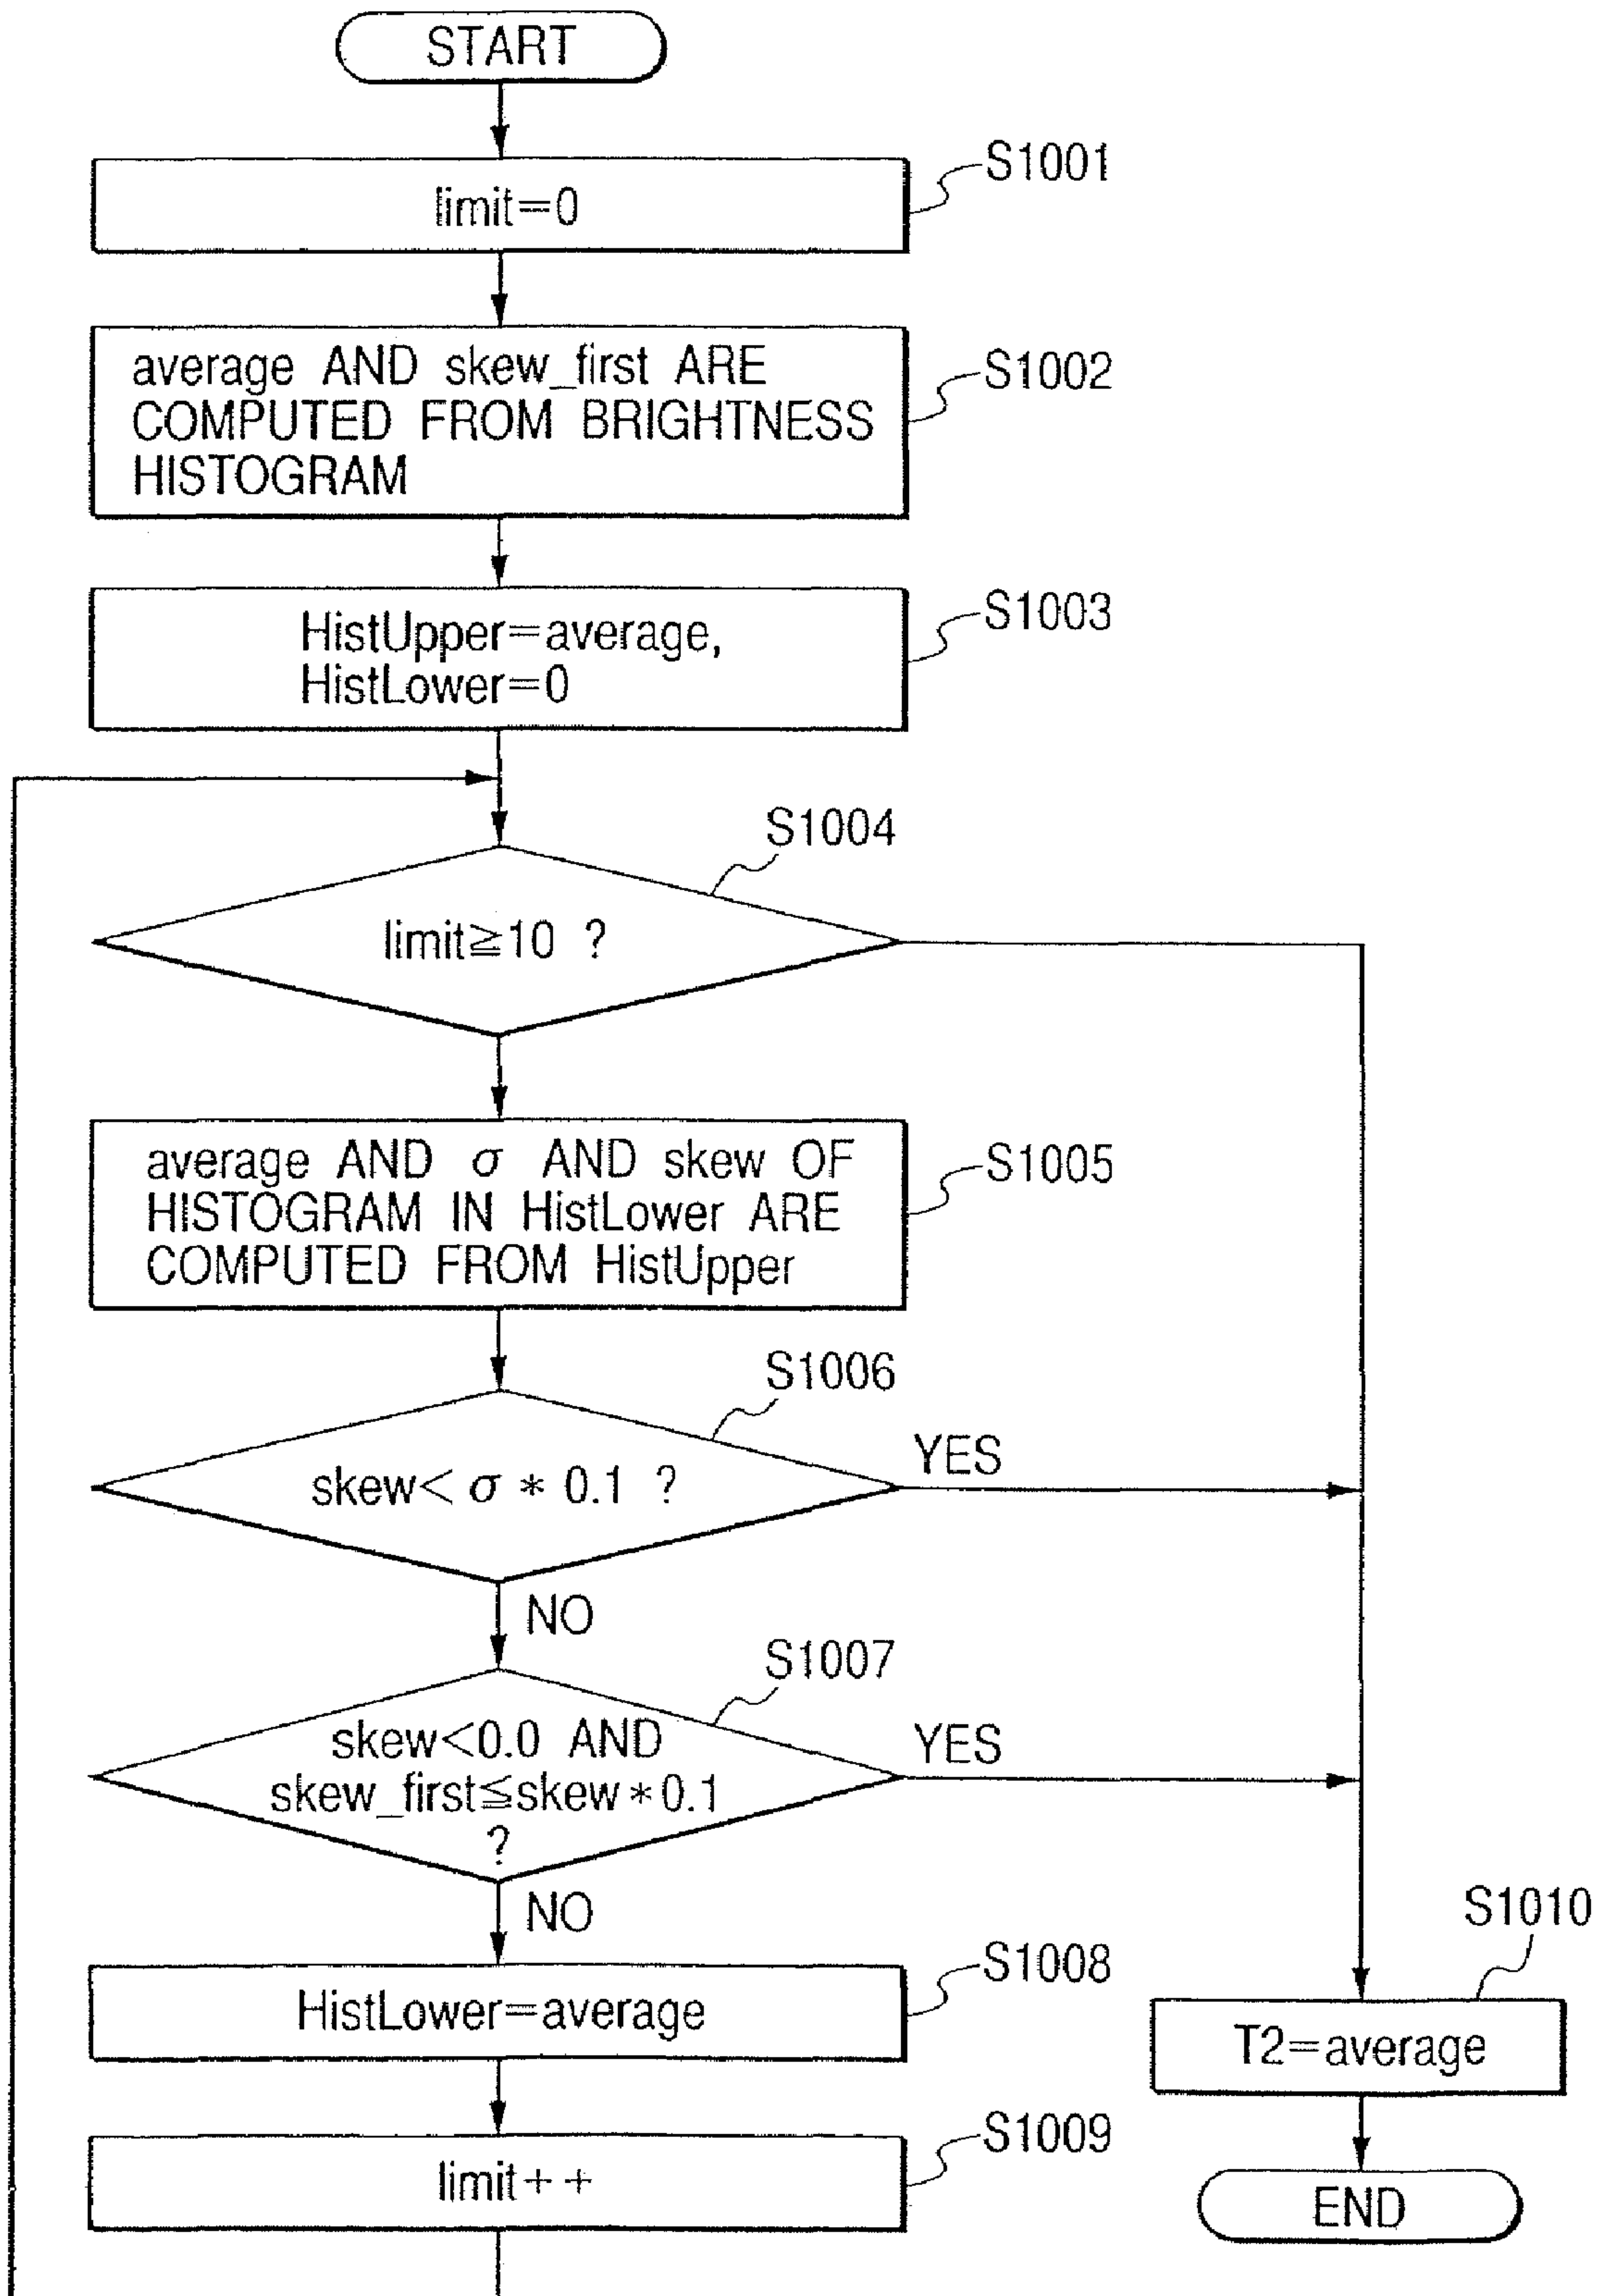 START
S1001
limit=0
S1002
average AND skew_first ARE
COMPUTED FROM BRIGHTNESS
HISTOGRAM
S1003
HistUpper=average,
HistLower=0
S1004
limit≧10 ?
S1005
average AND σ AND skew OF
HISTOGRAM IN HistLower ARE
COMPUTED FROM HistUpper
S1006
skew< σ * 0.1 ?
YES
NO
S1007
skew<0.0 AND
skew_first≦skew*0.1
?
YES
NO
S1008
HistLower=average
S1010
T2=average
S1009
limit++
END